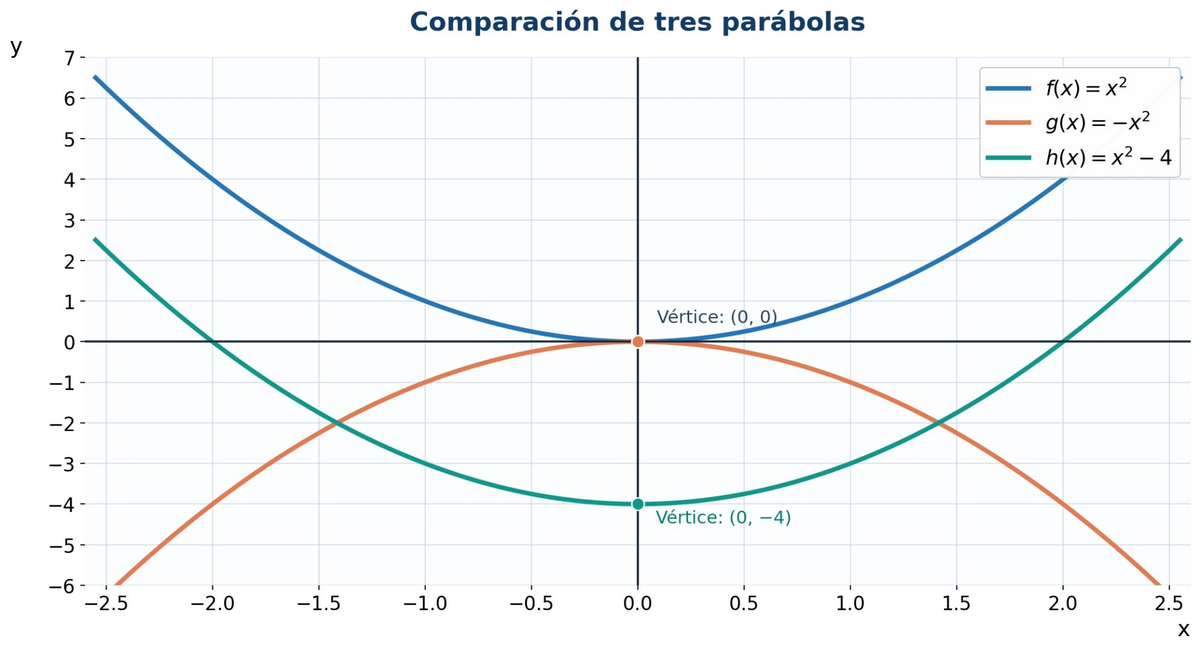 Comparación de tres parábolas
y
7
6
5
4
3
2
1
0
−1
−2
−3
−4
−5
−6
f(x) = x²
g(x) = −x²
h(x) = x² − 4
Vértice: (0, 0)
Vértice: (0, −4)
−2.5 −2.0 −1.5 −1.0 −0.5 0.0 0.5 1.0 1.5 2.0 2.5
x